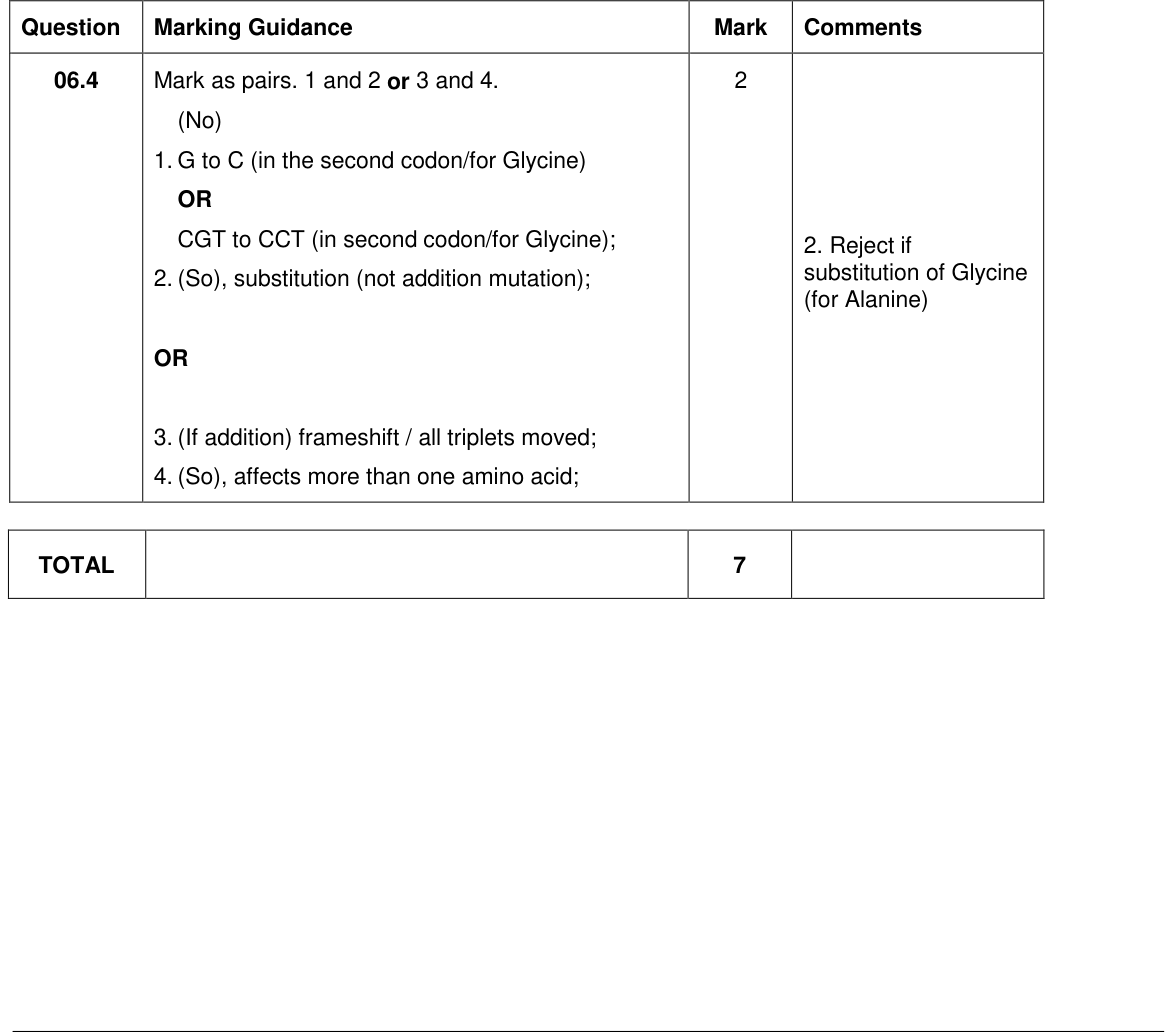 Question Marking Guidance Mark Comments
06.4 Mark as pairs. 1 and 2 or 3 and 4. 2
(No)
1. G to C (in the second codon/for Glycine)
OR
CGT to CCT (in second codon/for Glycine);
2. (So), substitution (not addition mutation);
2. Reject if
substitution of Glycine
(for Alanine)
OR
3. (If addition) frameshift / all triplets moved;
4. (So), affects more than one amino acid;
TOTAL 7